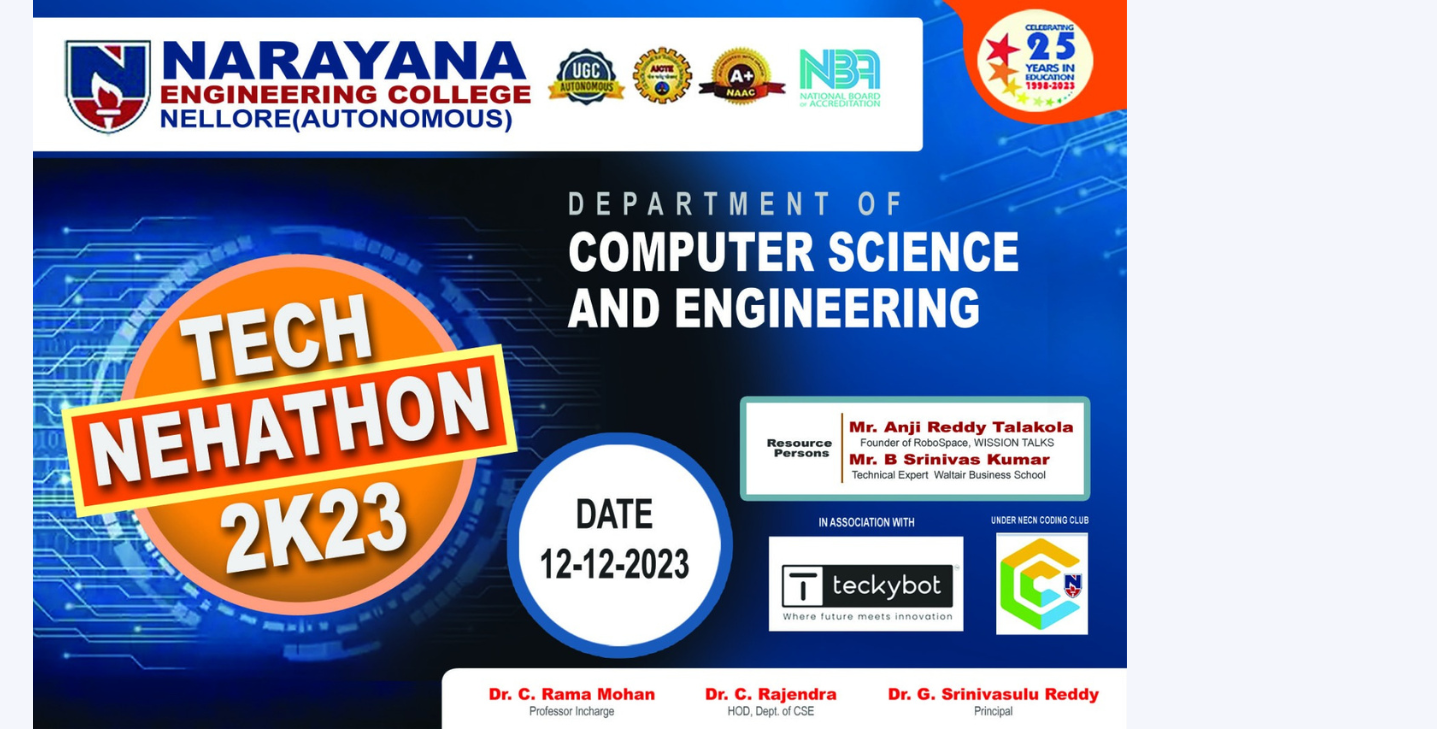 NARAYANA
ENGINEERING COLLEGE
NELLORE(AUTONOMOUS)
UGC
AUTONOMOUS
AICTE
A+
NAAC
NBA
NATIONAL BOARD
OF ACCREDITATION
CELEBRATING
25
YEARS IN
EDUCATION
1998-2023
DEPARTMENT OF
COMPUTER SCIENCE
AND ENGINEERING
TECH
NEHATHON
2K23
DATE
12-12-2023
Resource
Persons
Mr. Anji Reddy Talakola
Founder of RoboSpace, WISSION TALKS
Mr. B Srinivas Kumar
Technical Expert Waltair Business School
IN ASSOCIATION WITH
T teckybot
Where future meets innovation
UNDER NECN CODING CLUB
N
Dr. C. Rama Mohan
Professor Incharge
Dr. C. Rajendra
HOD, Dept. of CSE
Dr. G. Srinivasulu Reddy
Principal